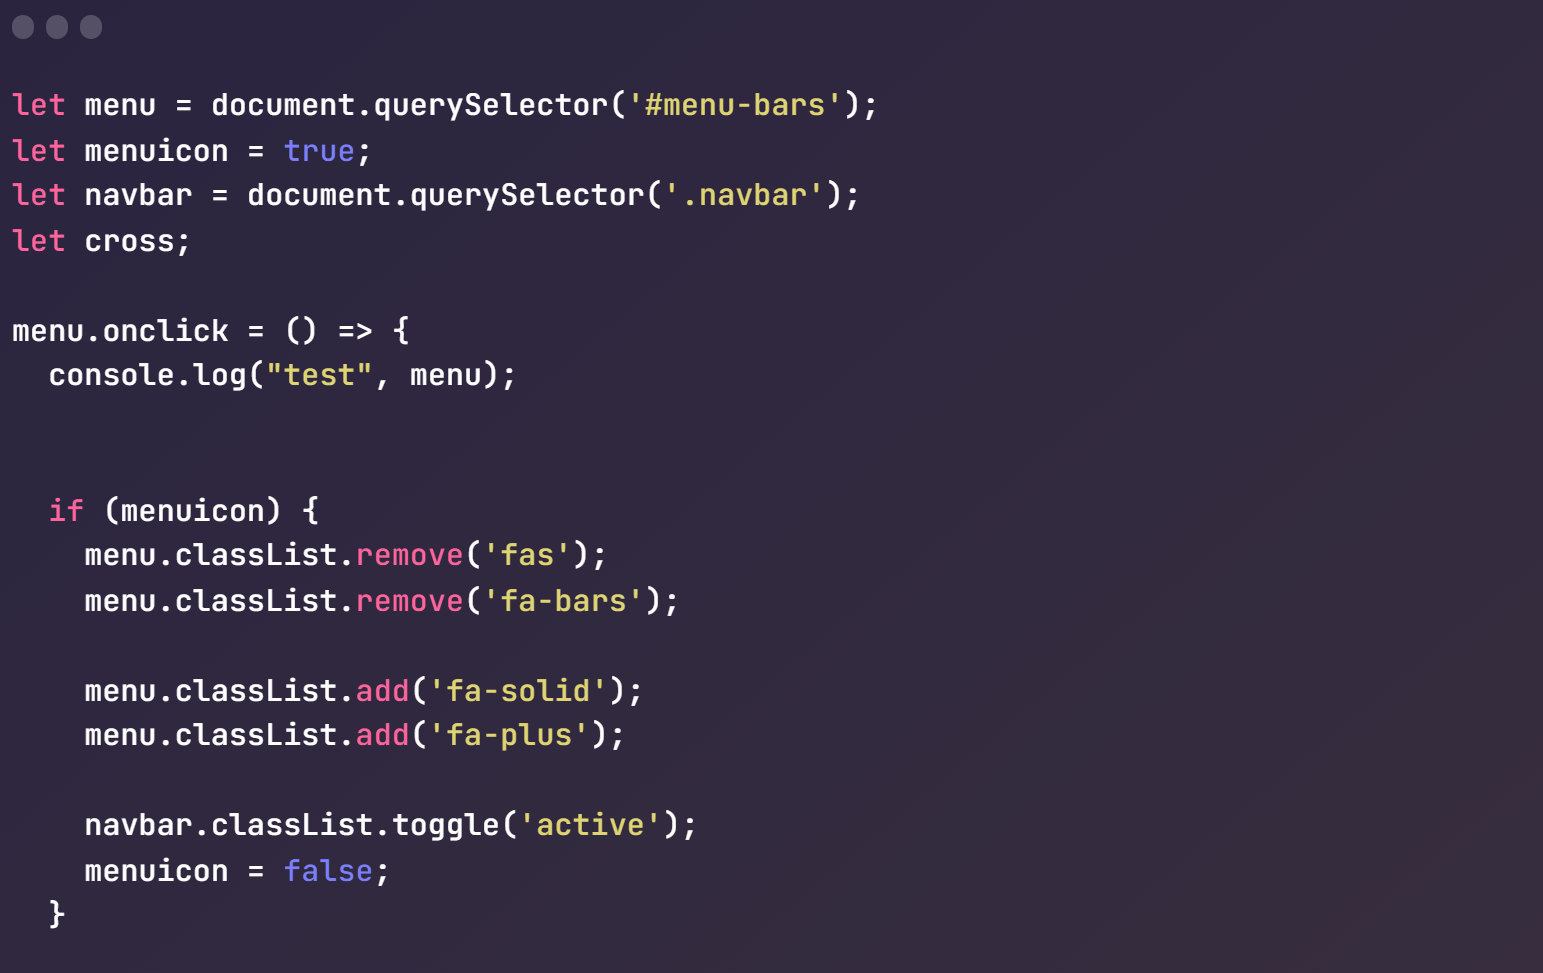 let menu = document.querySelector('#menu-bars');
let menuicon = true;
let navbar = document.querySelector('.navbar');
let cross;
menu.onclick = () => {
  console.log("test", menu);
  if (menuicon) {
    menu.classList.remove('fas');
    menu.classList.remove('fa-bars');
    menu.classList.add('fa-solid');
    menu.classList.add('fa-plus');
    navbar.classList.toggle('active');
    menuicon = false;
  }